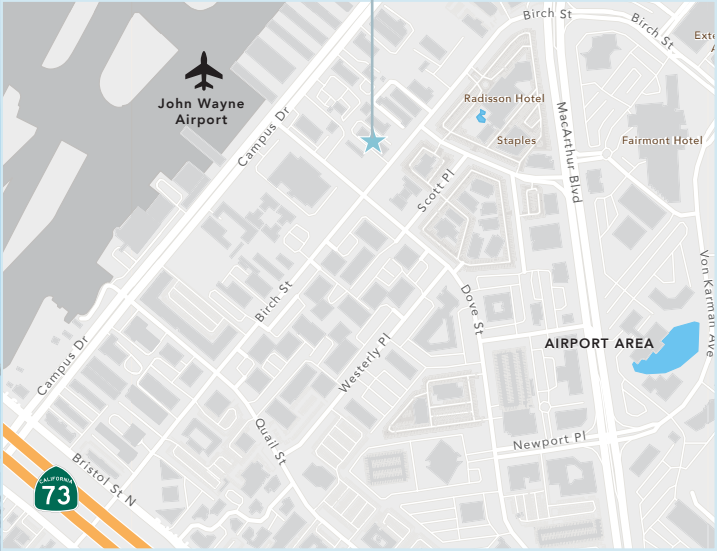 Birch St
Birch St
Exte
A
John Wayne
Airport
Radisson Hotel
Campus Dr
MacArthur Blvd
Staples
Fairmont Hotel
Scott Pl
Von Karman Ave
Birch St
Dove St
AIRPORT AREA
Westerly Pl
Campus Dr
Quail St
Newport Pl
Bristol St N
CALIFORNIA
73